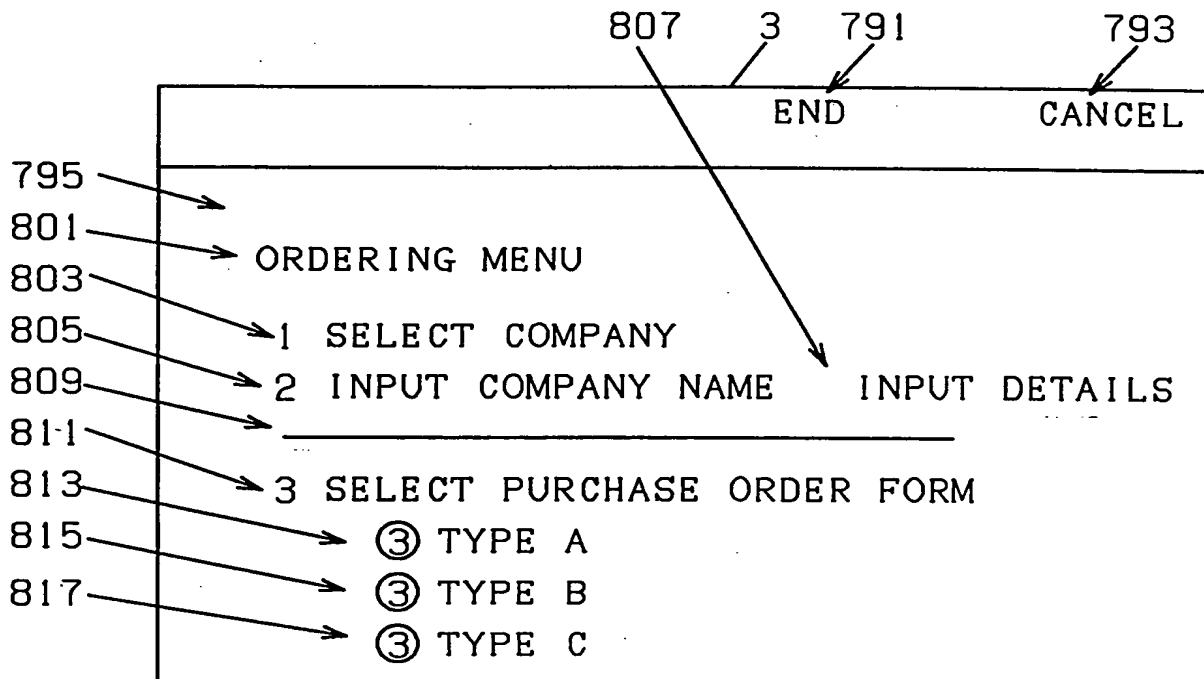 807 3 791 793
END CANCEL
795
801 ORDERING MENU
803
805 1 SELECT COMPANY
809 2 INPUT COMPANY NAME INPUT DETAILS
811
813 3 SELECT PURCHASE ORDER FORM
815 ③ TYPE A
817 ③ TYPE B
③ TYPE C